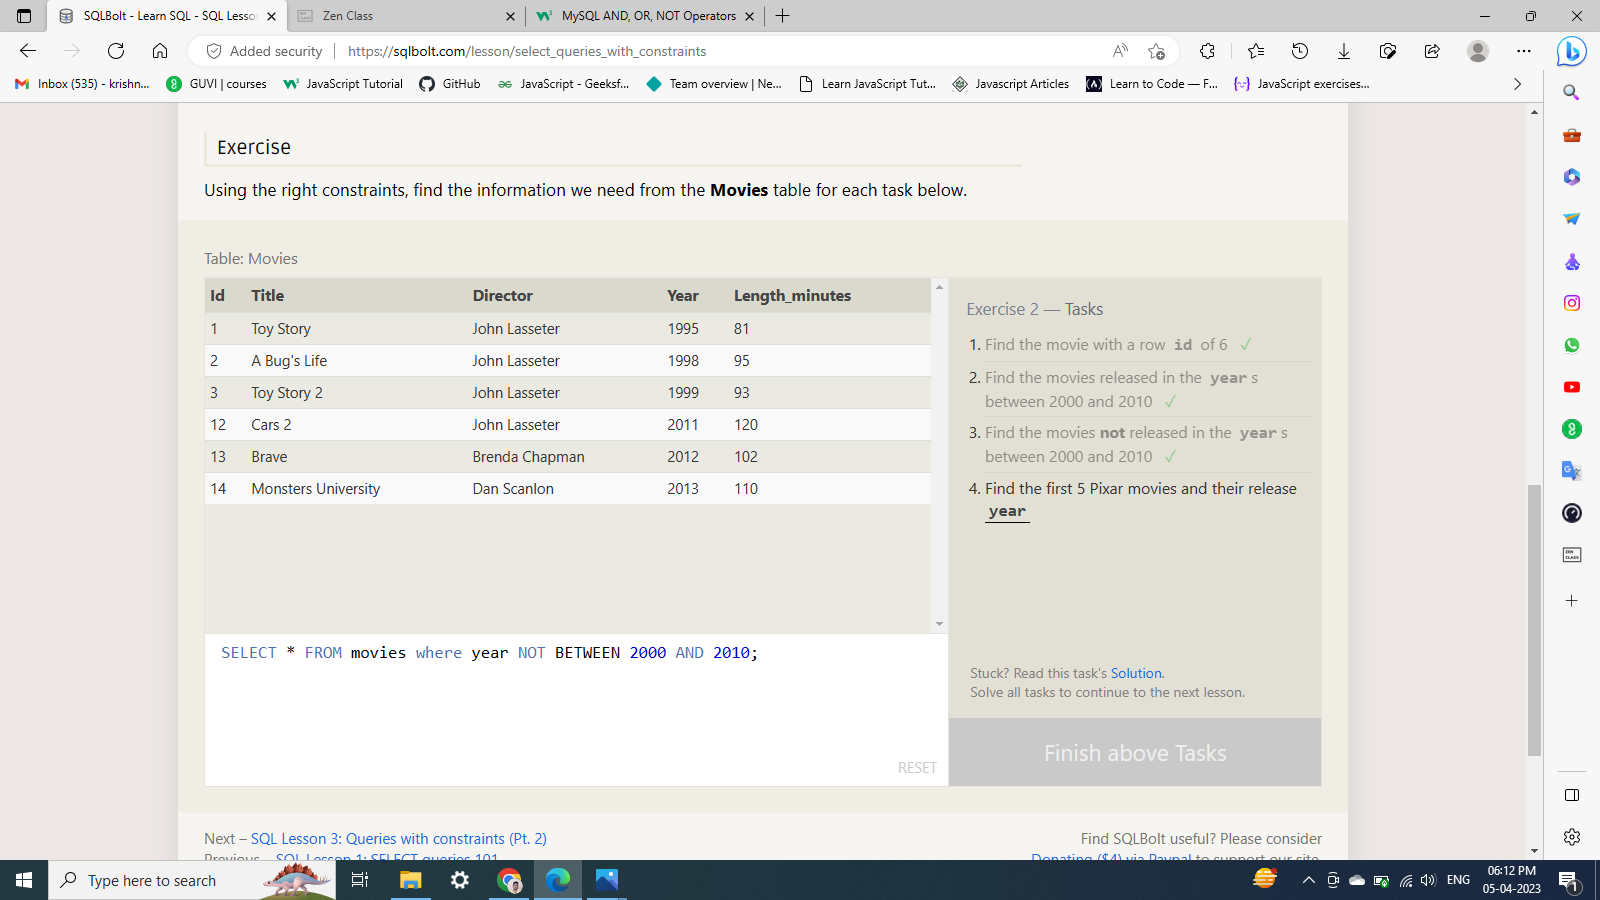 SQLBolt - Learn SQL - SQL Lesso
Zen Class
MySQL AND, OR, NOT Operators
Added security
https://sqlbolt.com/lesson/select_queries_with_constraints
Inbox (535) - krishn...
GUVI | courses
JavaScript Tutorial
GitHub
JavaScript - Geeksf...
Team overview | Ne...
Learn JavaScript Tut...
Javascript Articles
Learn to Code — F...
JavaScript exercises...
Exercise
Using the right constraints, find the information we need from the Movies table for each task below.
Table: Movies
Id Title Director Year Length_minutes
1 Toy Story John Lasseter 1995 81
2 A Bug's Life John Lasseter 1998 95
3 Toy Story 2 John Lasseter 1999 93
12 Cars 2 John Lasseter 2011 120
13 Brave Brenda Chapman 2012 102
14 Monsters University Dan Scanlon 2013 110
SELECT * FROM movies where year NOT BETWEEN 2000 AND 2010;
RESET
Exercise 2 — Tasks
1. Find the movie with a row id of 6 ✓
2. Find the movies released in the year s
between 2000 and 2010 ✓
3. Find the movies not released in the year s
between 2000 and 2010 ✓
4. Find the first 5 Pixar movies and their release
year
Stuck? Read this task's Solution.
Solve all tasks to continue to the next lesson.
Finish above Tasks
Next – SQL Lesson 3: Queries with constraints (Pt. 2)
Previous – SQL Lesson 1: SELECT queries 101
Find SQLBolt useful? Please consider
Donating ($4) via Paypal to support our site.
Type here to search
ENG
06:12 PM
05-04-2023
1